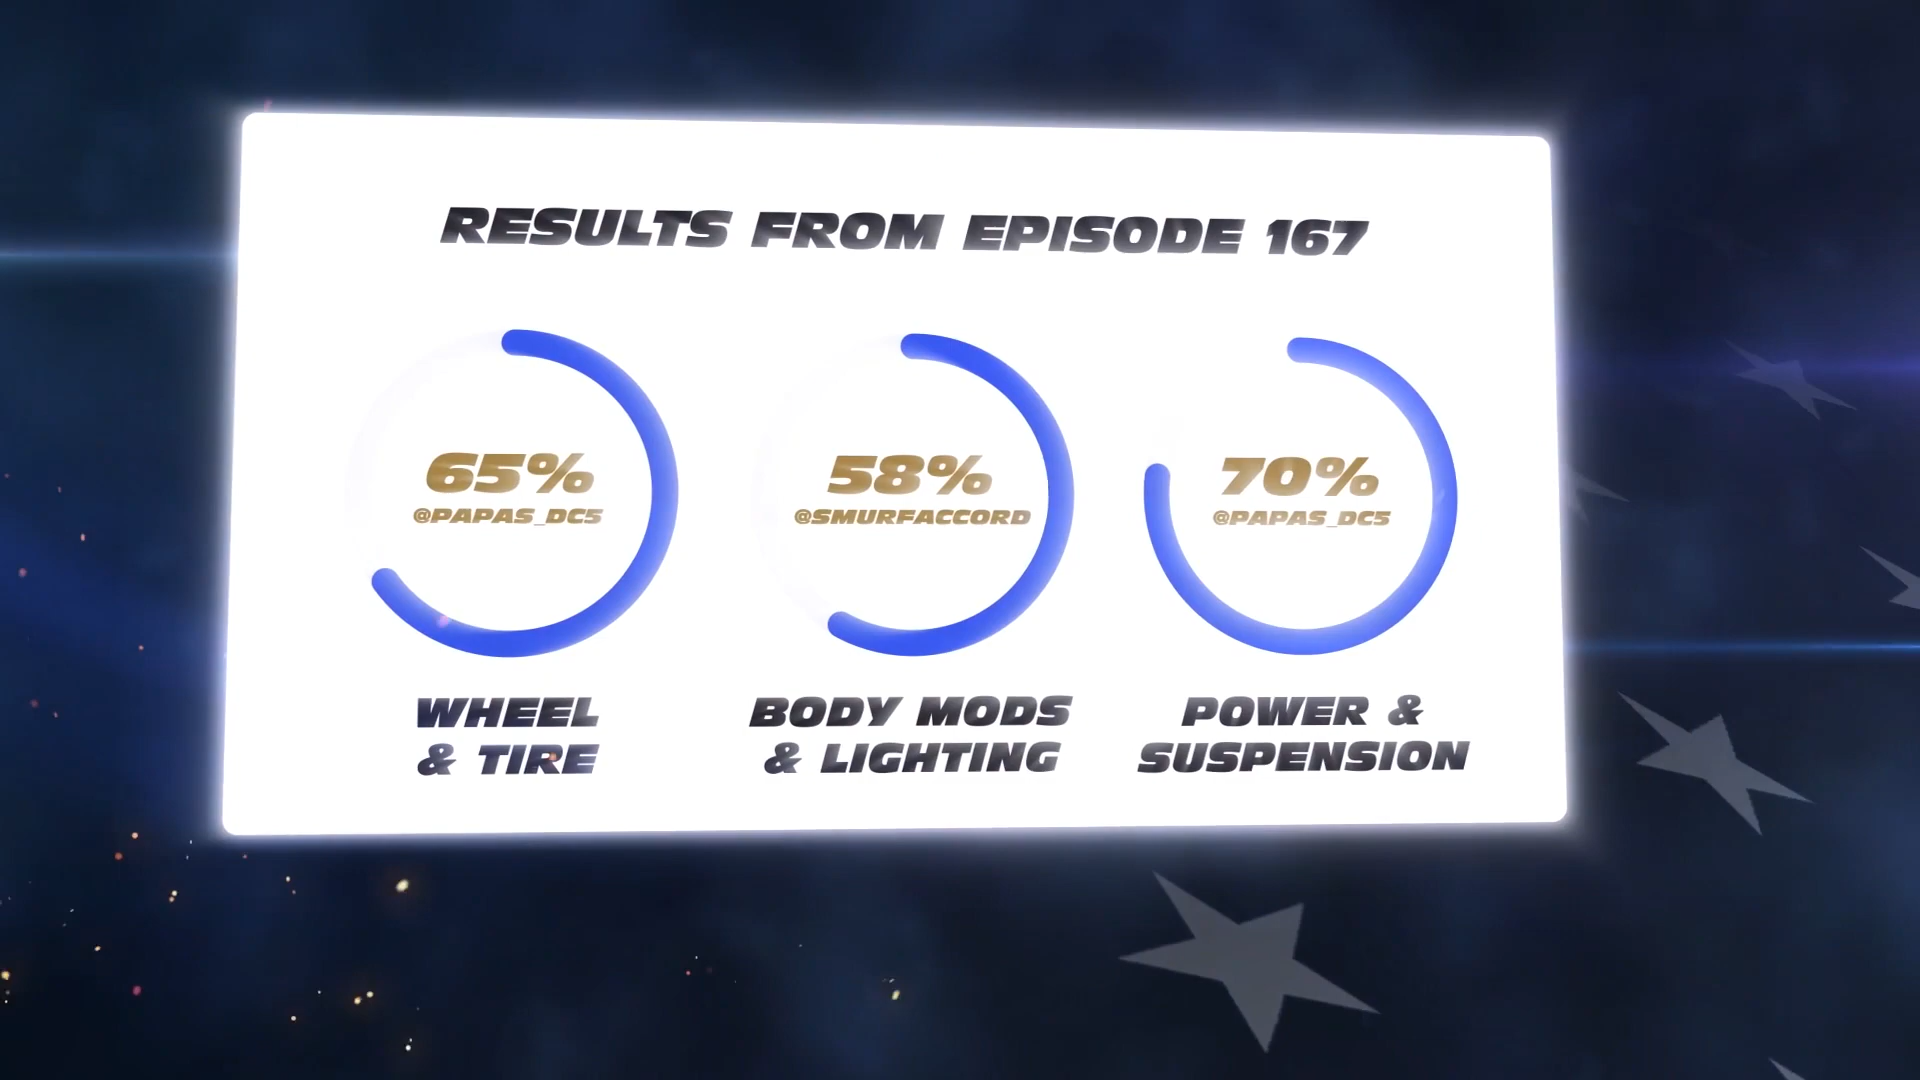 RESULTS FROM EPISODE 167
65%
@PAPAS_DC5
58%
@SMURFACCORD
70%
@PAPAS_DC5
WHEEL
& TIRE
BODY MODS
& LIGHTING
POWER &
SUSPENSION